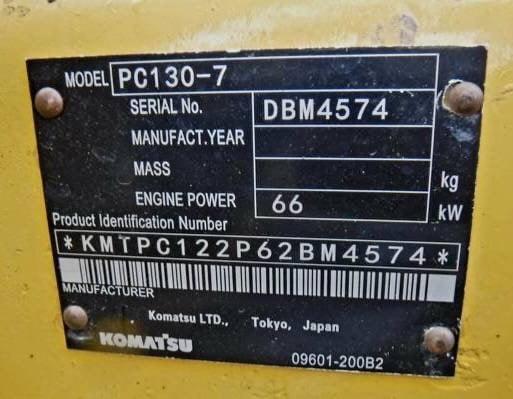 MODEL PC130-7
SERIAL No. DBM4574
MANUFACT.YEAR
MASS kg
ENGINE POWER 66 kW
Product Identification Number
*KMTPC122P62BM4574*
MANUFACTURER
Komatsu LTD., Tokyo, Japan
KOMATSU
09601-200B2